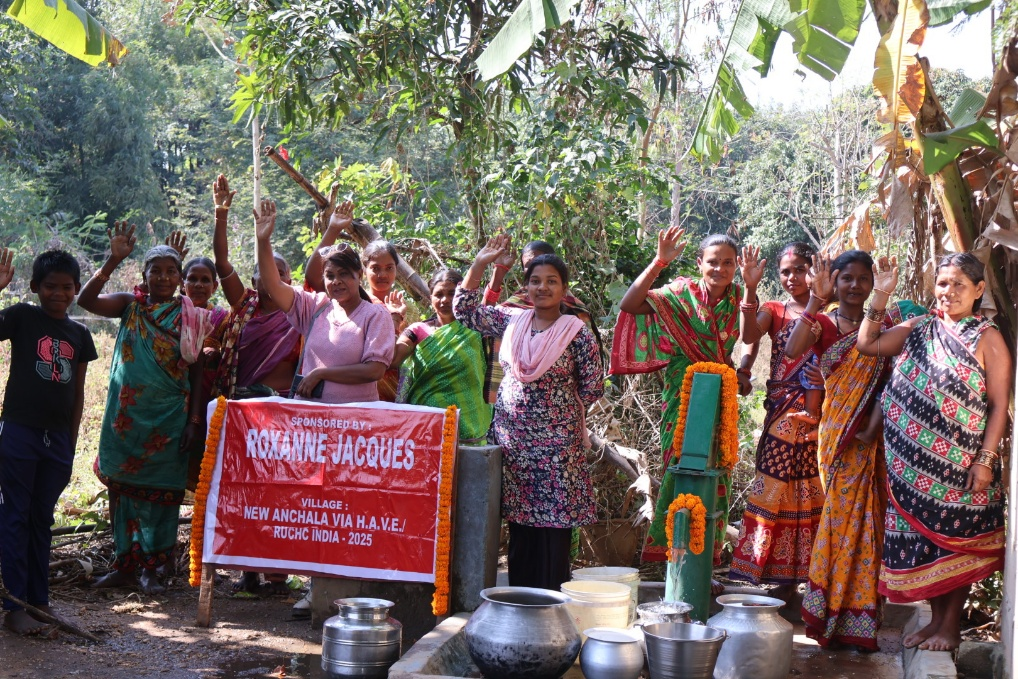 SPONSORED BY :
ROXANNE JACQUES
VILLAGE :
NEW ANCHALA VIA H.A.V.E./
RUCHC INDIA - 2025